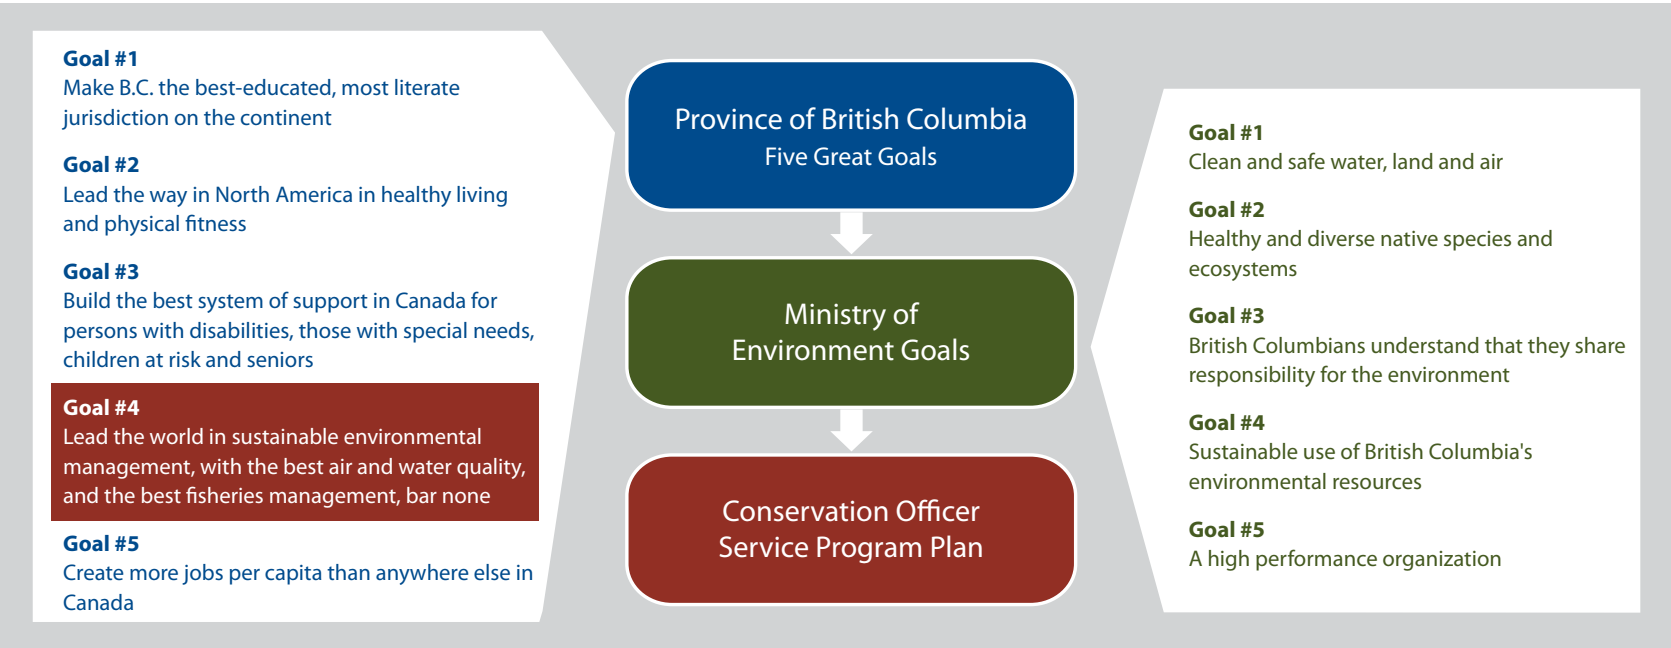 Goal #1
Make B.C. the best-educated, most literate
jurisdiction on the continent
Goal #2
Lead the way in North America in healthy living
and physical fitness
Goal #3
Build the best system of support in Canada for
persons with disabilities, those with special needs,
children at risk and seniors
Goal #4
Lead the world in sustainable environmental
management, with the best air and water quality,
and the best fisheries management, bar none
Goal #5
Create more jobs per capita than anywhere else in
Canada
Province of British Columbia
Five Great Goals
Ministry of
Environment Goals
Conservation Officer
Service Program Plan
Goal #1
Clean and safe water, land and air
Goal #2
Healthy and diverse native species and
ecosystems
Goal #3
British Columbians understand that they share
responsibility for the environment
Goal #4
Sustainable use of British Columbia's
environmental resources
Goal #5
A high performance organization